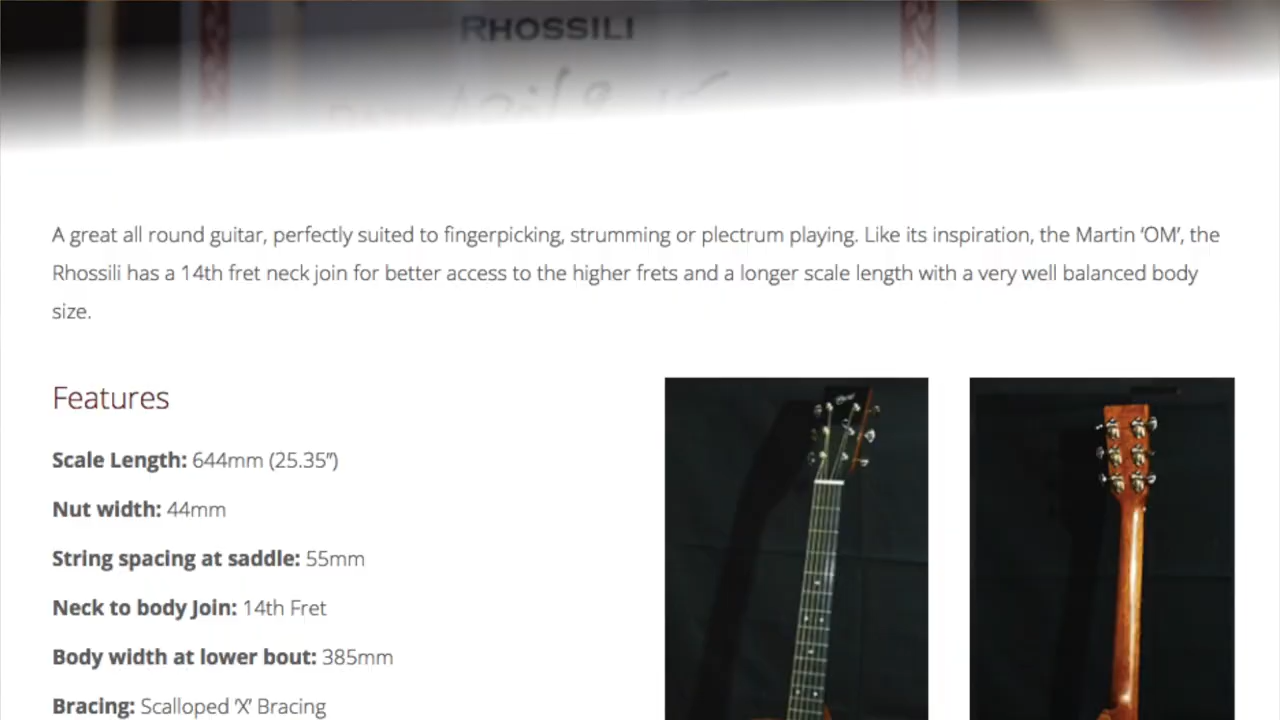 RHOSSILI
A great all round guitar, perfectly suited to fingerpicking, strumming or plectrum playing. Like its inspiration, the Martin ‘OM’, the
Rhossili has a 14th fret neck join for better access to the higher frets and a longer scale length with a very well balanced body
size.
Features
Scale Length: 644mm (25.35”)
Nut width: 44mm
String spacing at saddle: 55mm
Neck to body Join: 14th Fret
Body width at lower bout: 385mm
Bracing: Scalloped ‘X’ Bracing